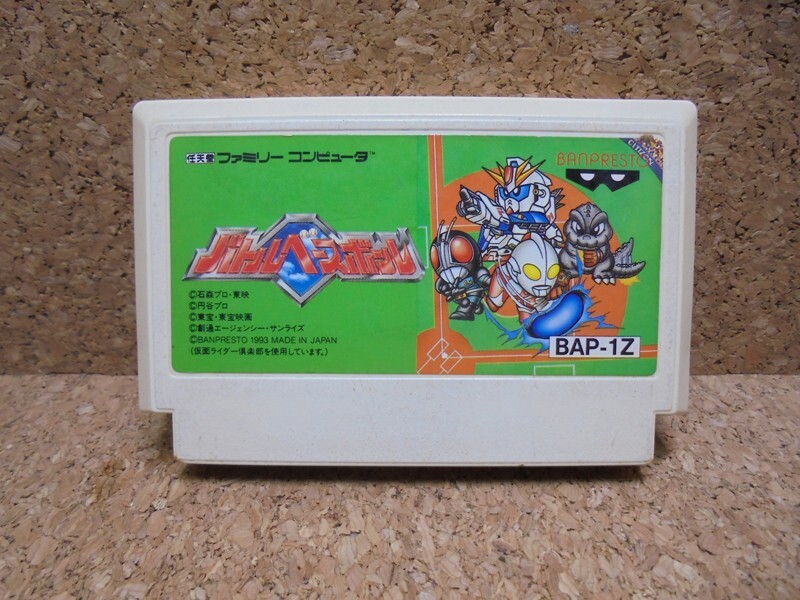 任天堂 ファミリー コンピュータ™
バトルベースボール
©石森プロ・東映
©円谷プロ
©東宝・東宝映画
©創通エージェンシー・サンライズ
©BANPRESTO 1993 MADE IN JAPAN
(仮面ライダー倶楽部を使用しています。)
BANPRESTO
CITIZEN
BAP-1Z